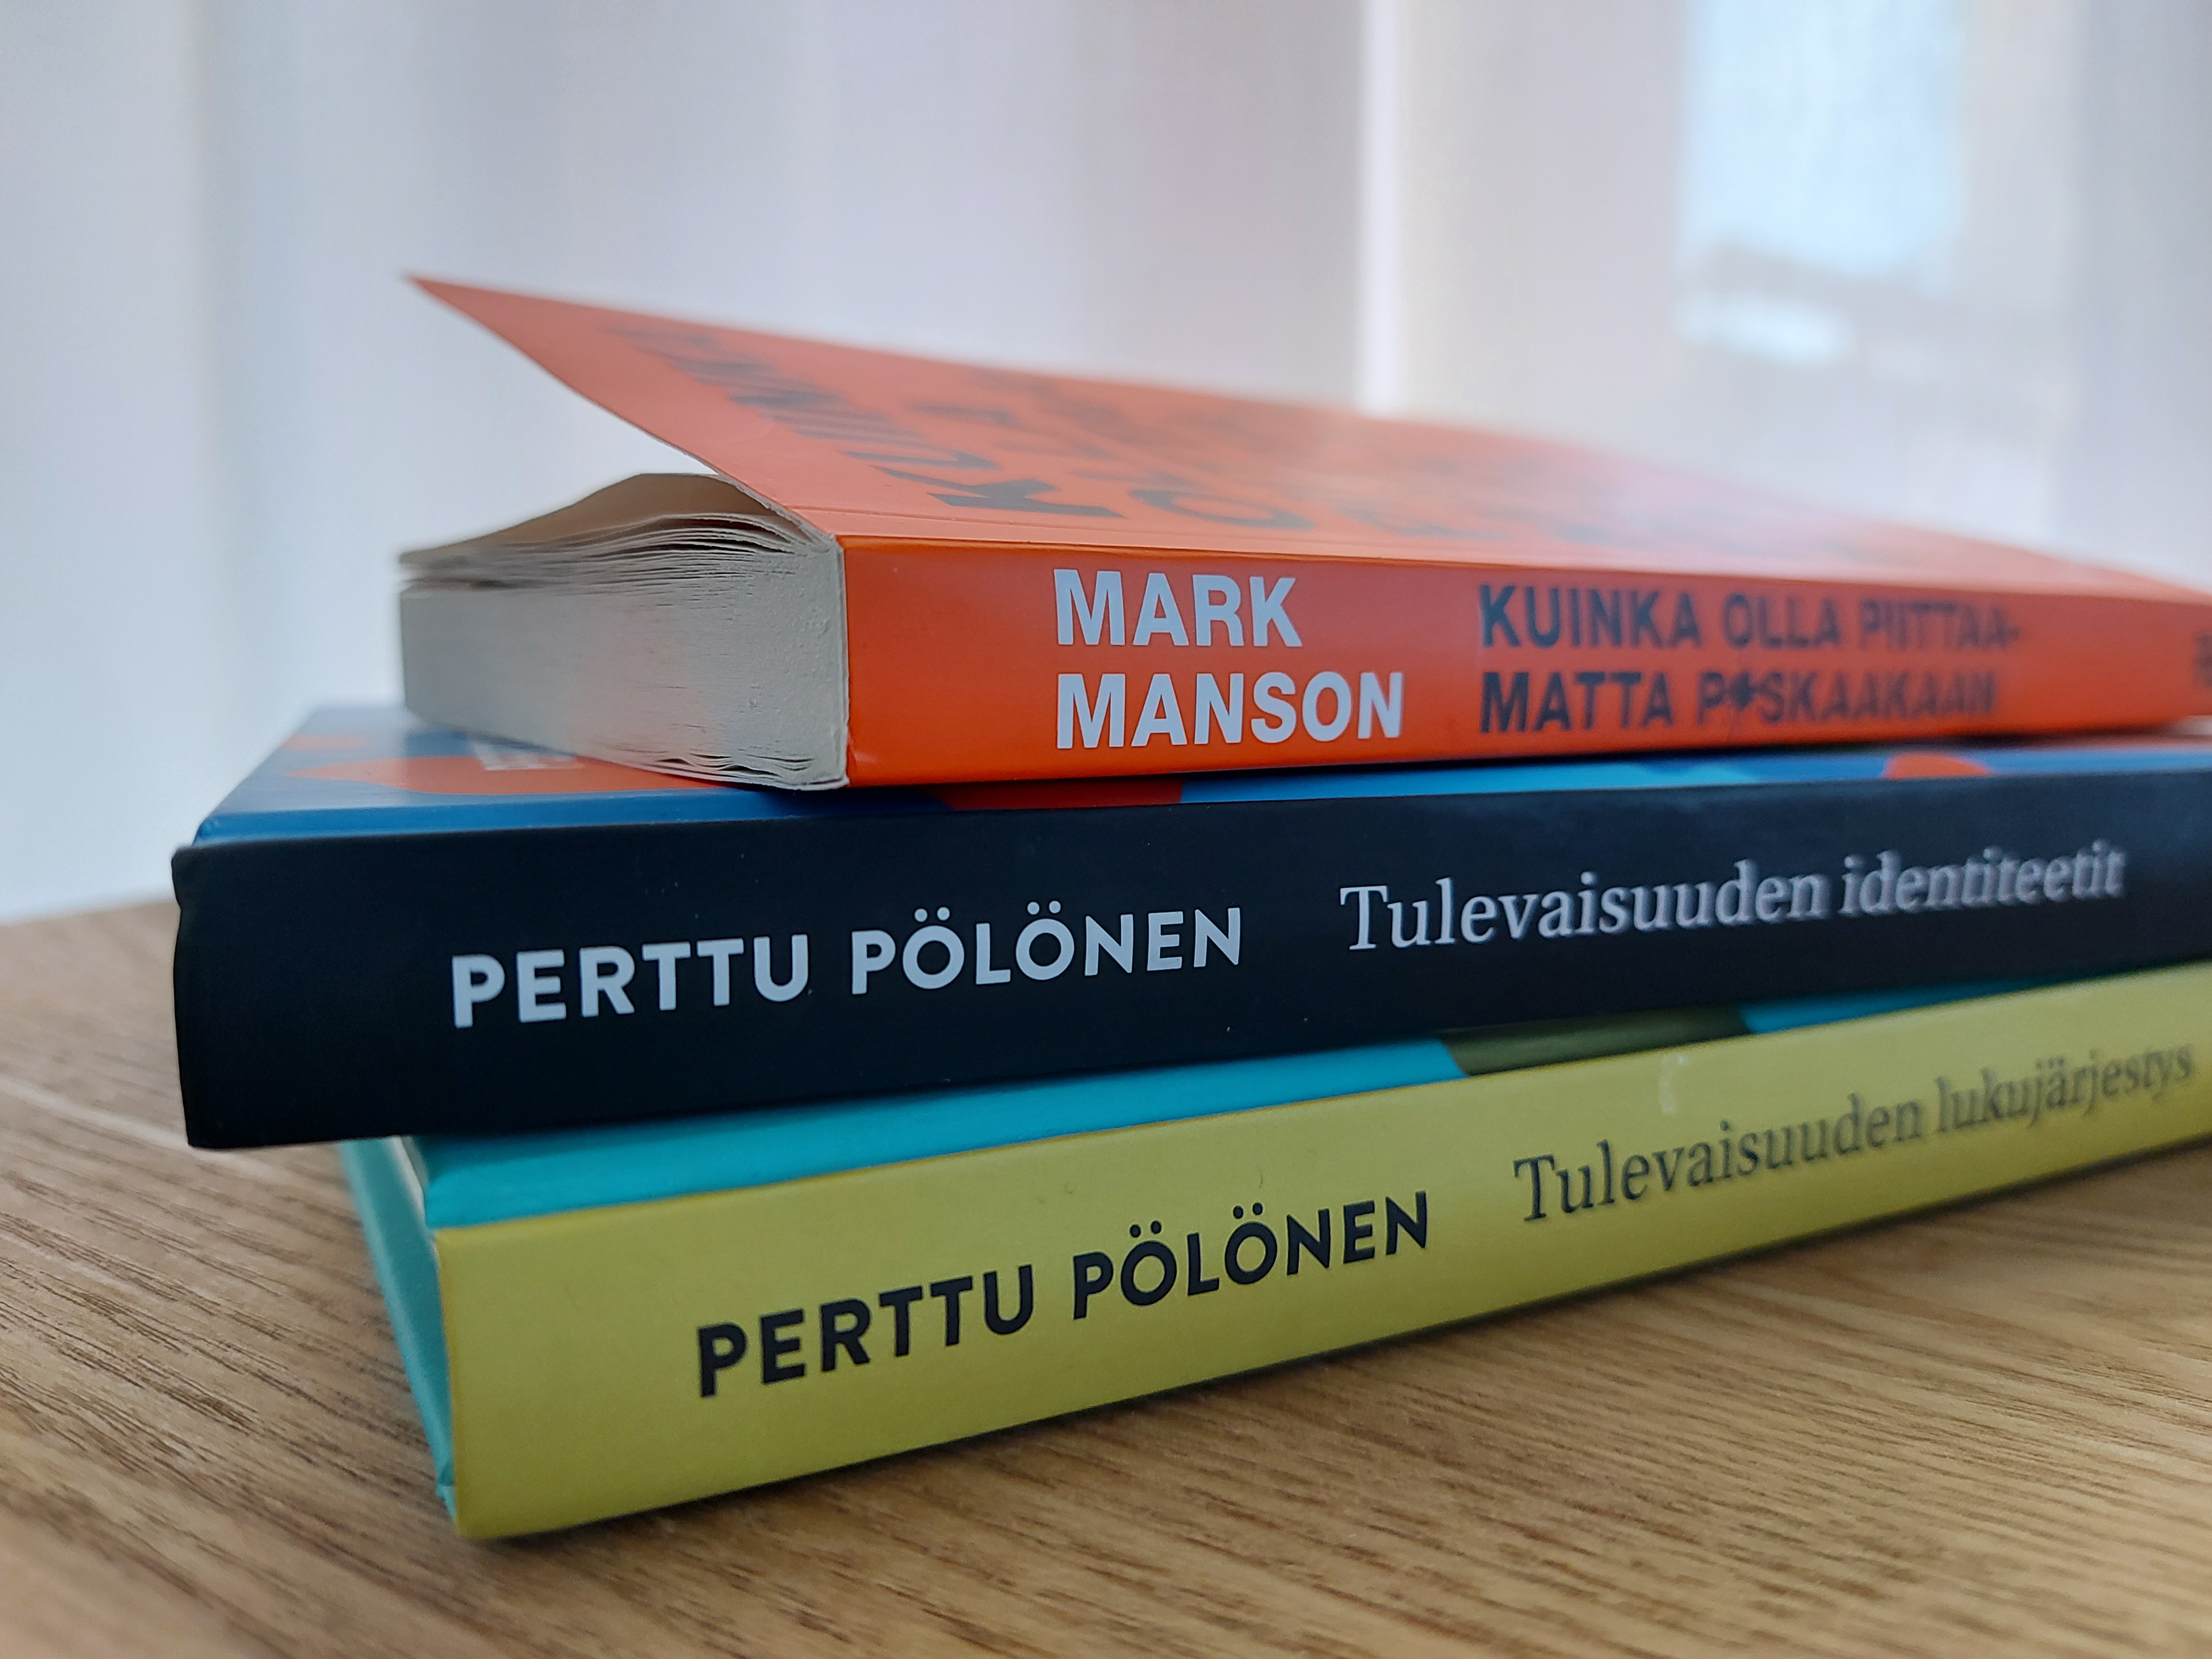 MARK
MANSON
KUINKA OLLA PIITTAA-
MATTA P*SKAAKAAN
PERTTU PÖLÖNEN
Tulevaisuuden identiteetit
PERTTU PÖLÖNEN
Tulevaisuuden lukujärjestys